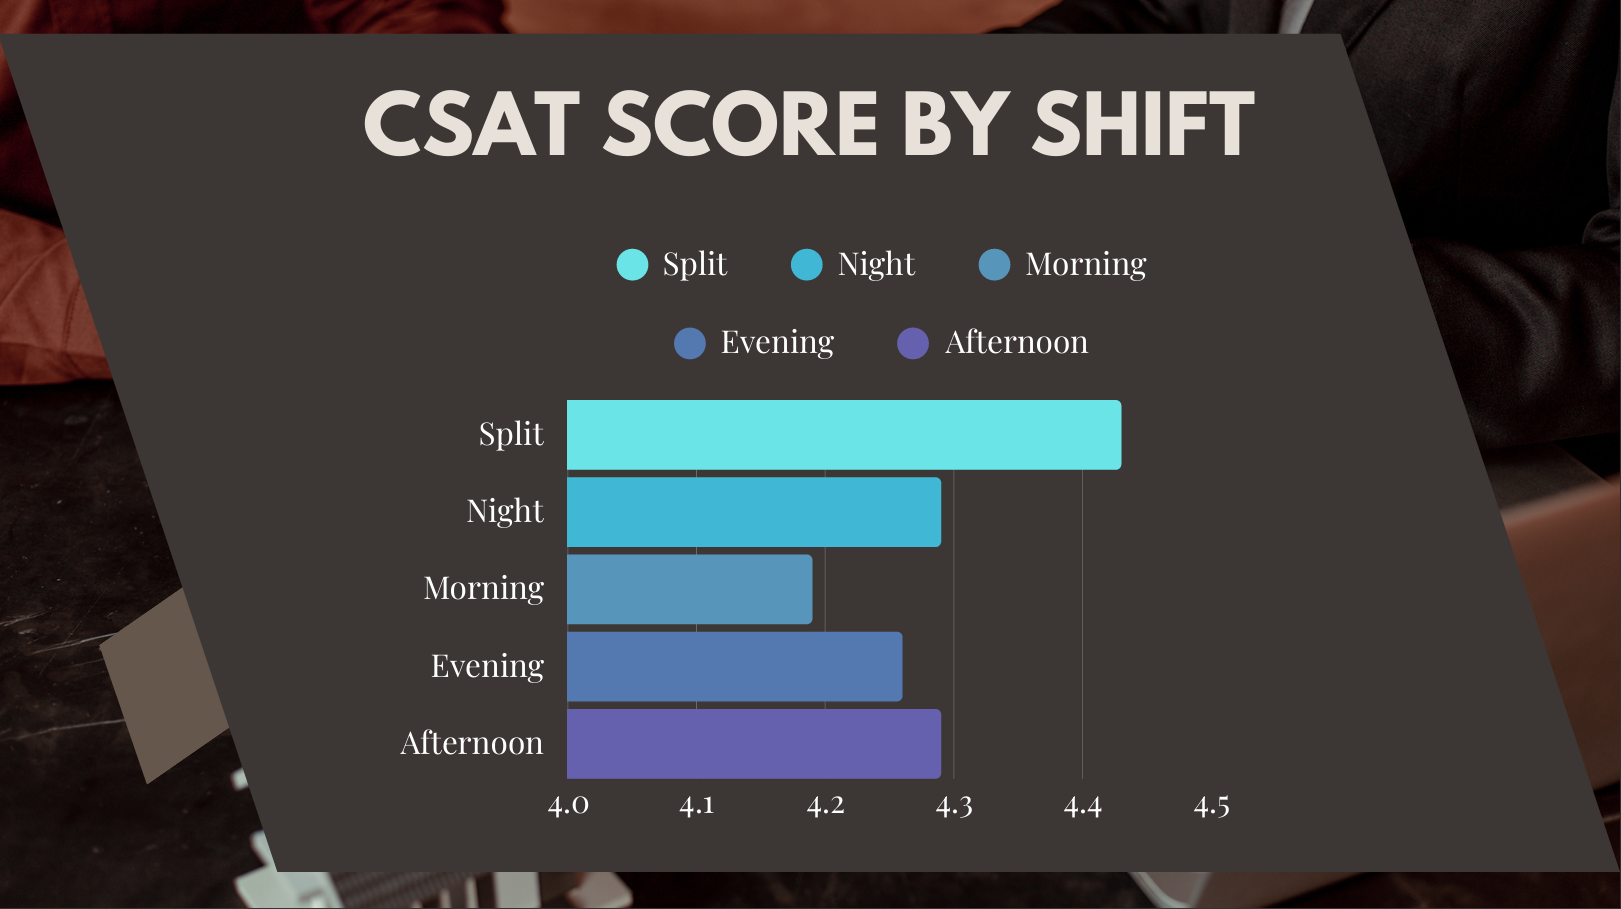 CSAT SCORE BY SHIFT
Split Night Morning
Evening Afternoon
Split
Night
Morning
Evening
Afternoon
4.0 4.1 4.2 4.3 4.4 4.5